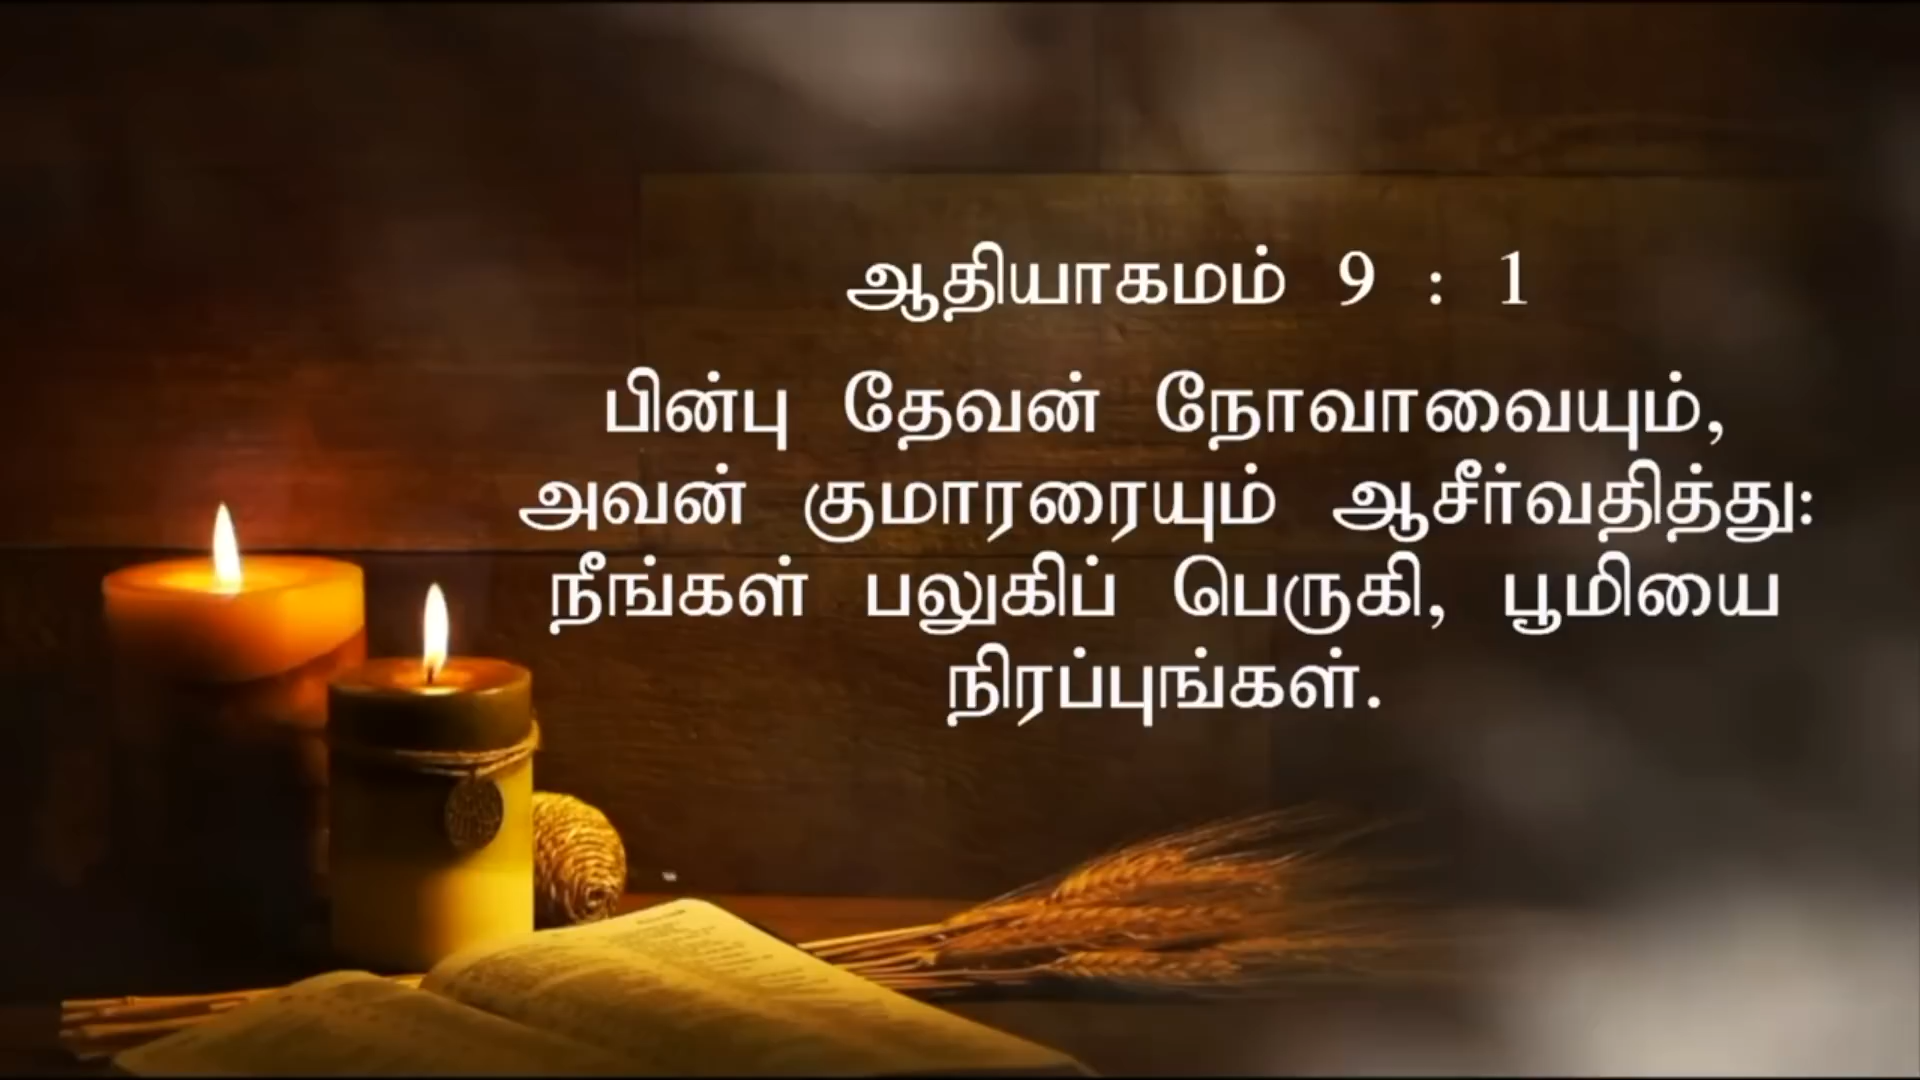 ஆதியாகமம் 9 : 1
பின்பு தேவன் நோவாவையும்,
அவன் குமாரரையும் ஆசீர்வதித்து:
நீங்கள் பலுகிப் பெருகி, பூமியை
நிரப்புங்கள்.